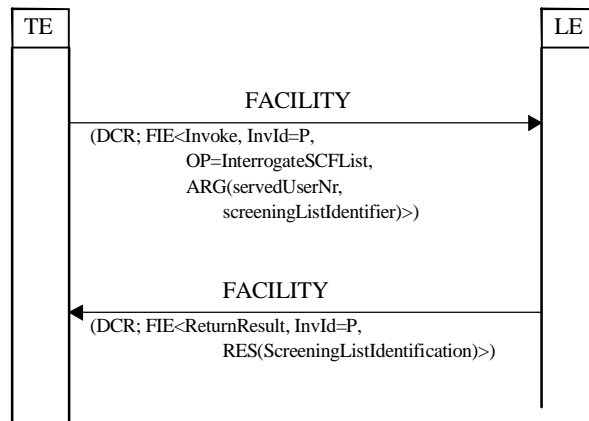 TE
LE
FACILITY
(DCR; FIE<Invoke, InvId=P,
OP=InterrogateSCFList,
ARG(servedUserNr,
screeningListIdentifier)>)
FACILITY
(DCR; FIE<ReturnResult, InvId=P,
RES(ScreeningListIdentification)>)